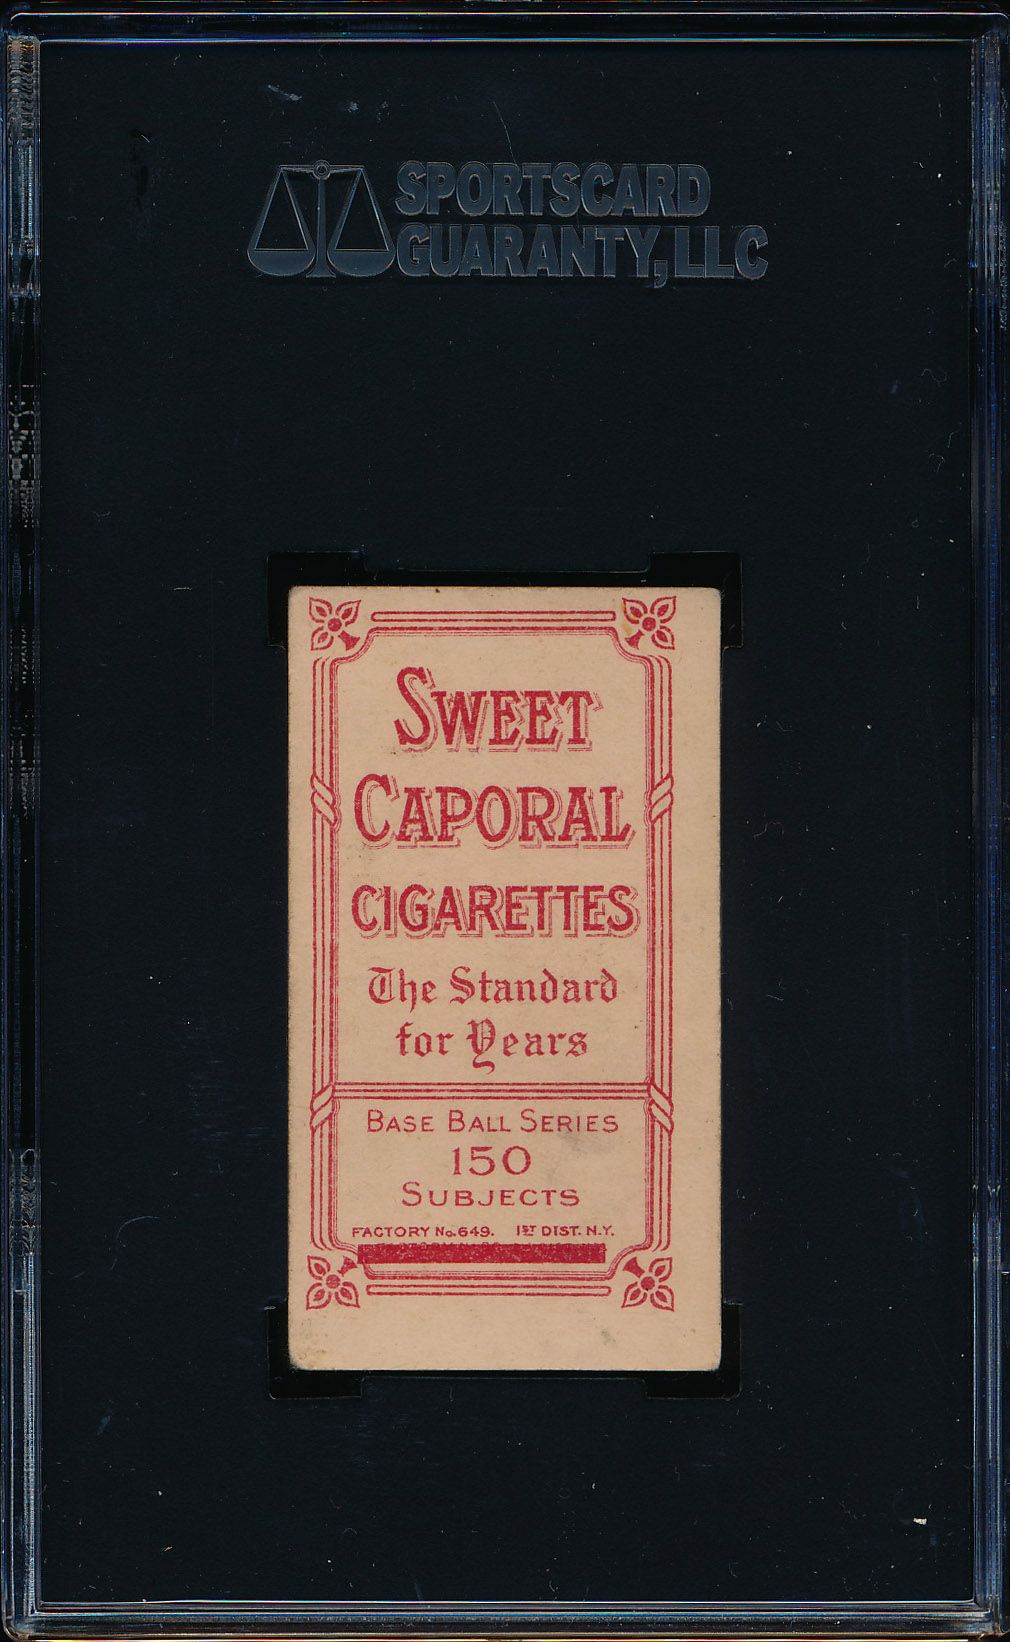 SPORTSCARD
GUARANTY, LLC
SWEET
CAPORAL
CIGARETTES
The Standard
for Years
BASE BALL SERIES
150
SUBJECTS
FACTORY No. 649. 1ST DIST. N.Y.